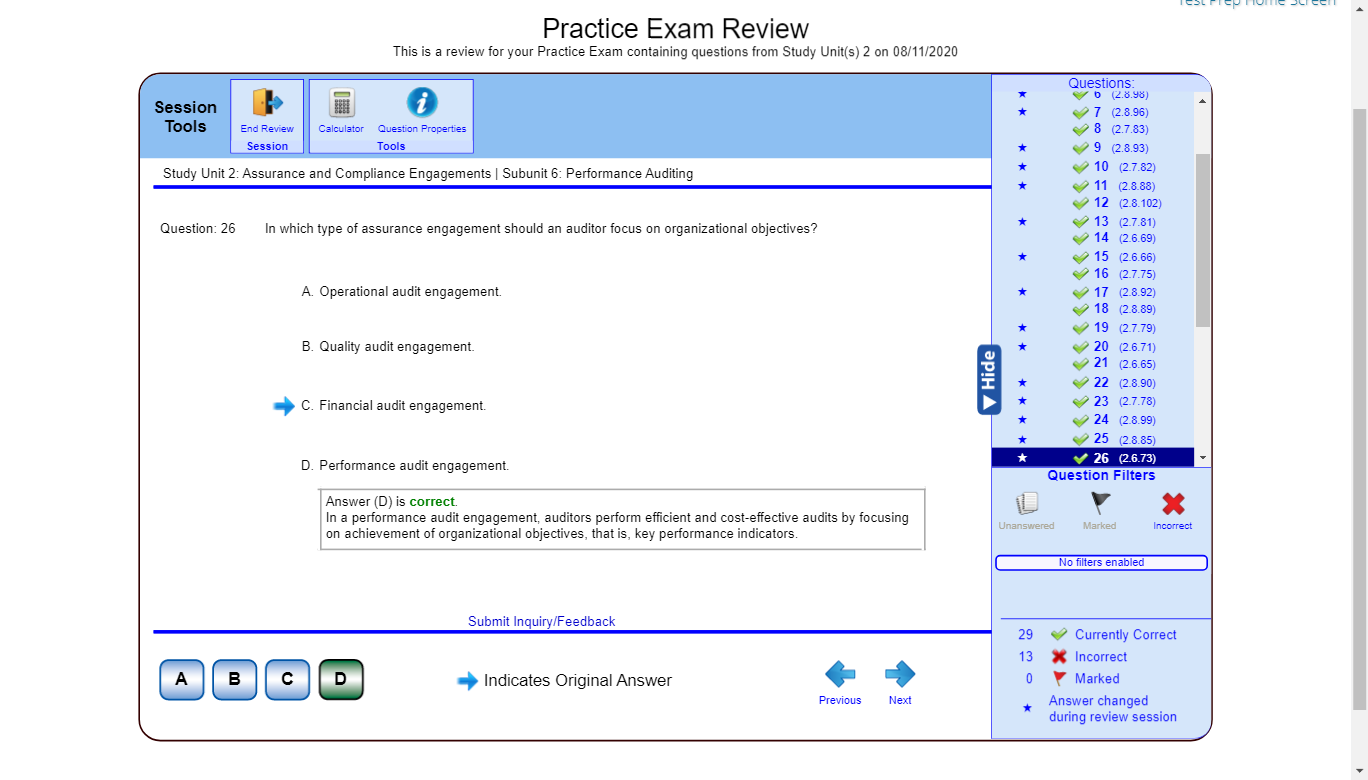 Test Prep Home Screen
Practice Exam Review
This is a review for your Practice Exam containing questions from Study Unit(s) 2 on 08/11/2020
Session Tools
End Review
Session
Calculator
Question Properties
Tools
Study Unit 2: Assurance and Compliance Engagements | Subunit 6: Performance Auditing
Question: 26 In which type of assurance engagement should an auditor focus on organizational objectives?
A. Operational audit engagement.
B. Quality audit engagement.
C. Financial audit engagement.
D. Performance audit engagement.
Answer (D) is correct.
In a performance audit engagement, auditors perform efficient and cost-effective audits by focusing
on achievement of organizational objectives, that is, key performance indicators.
Submit Inquiry/Feedback
A B C D
Indicates Original Answer
Previous
Next
Hide
Questions:
6 (2.8.98)
7 (2.8.96)
8 (2.7.83)
9 (2.8.93)
10 (2.7.82)
11 (2.8.88)
12 (2.8.102)
13 (2.7.81)
14 (2.6.69)
15 (2.6.66)
16 (2.7.75)
17 (2.8.92)
18 (2.8.89)
19 (2.7.79)
20 (2.6.71)
21 (2.6.65)
22 (2.8.90)
23 (2.7.78)
24 (2.8.99)
25 (2.8.85)
26 (2.6.73)
Question Filters
Unanswered
Marked
Incorrect
No filters enabled
29 Currently Correct
13 Incorrect
0 Marked
Answer changed
during review session